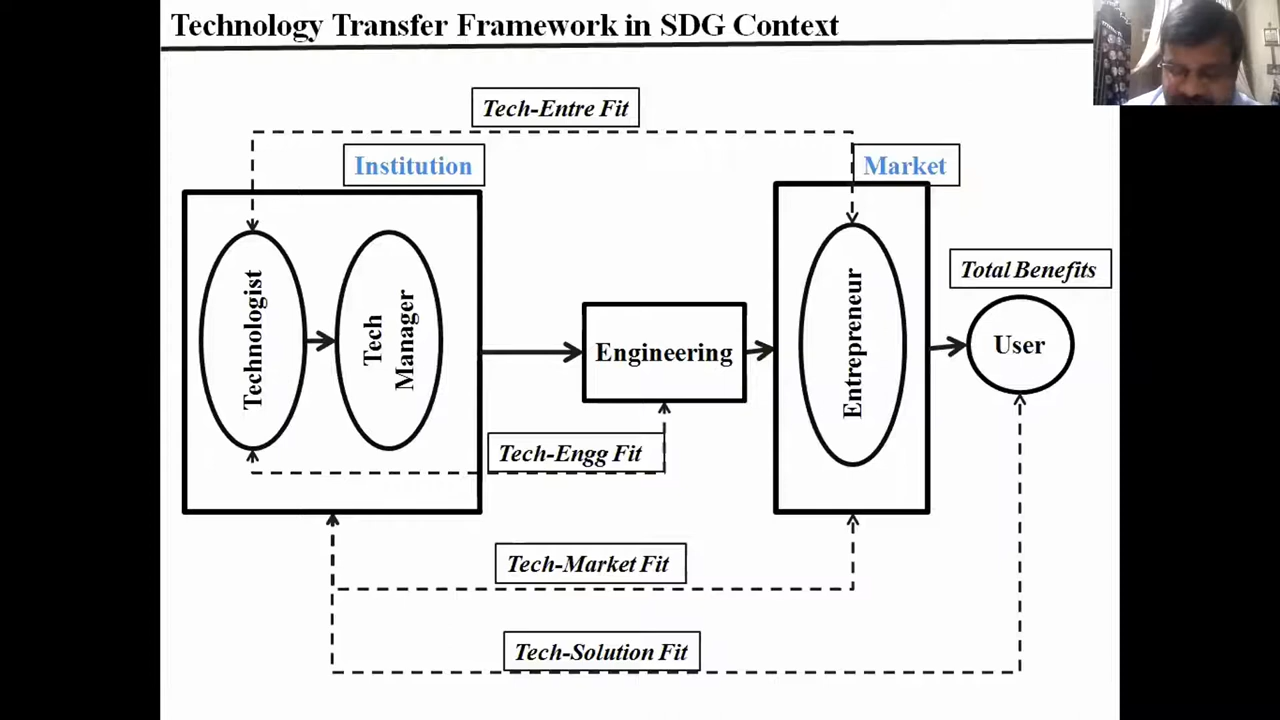 Technology Transfer Framework in SDG Context
Tech-Entre Fit
Institution
Market
Technologist
Tech
Manager
Engineering
Entrepreneur
Total Benefits
User
Tech-Engg Fit
Tech-Market Fit
Tech-Solution Fit